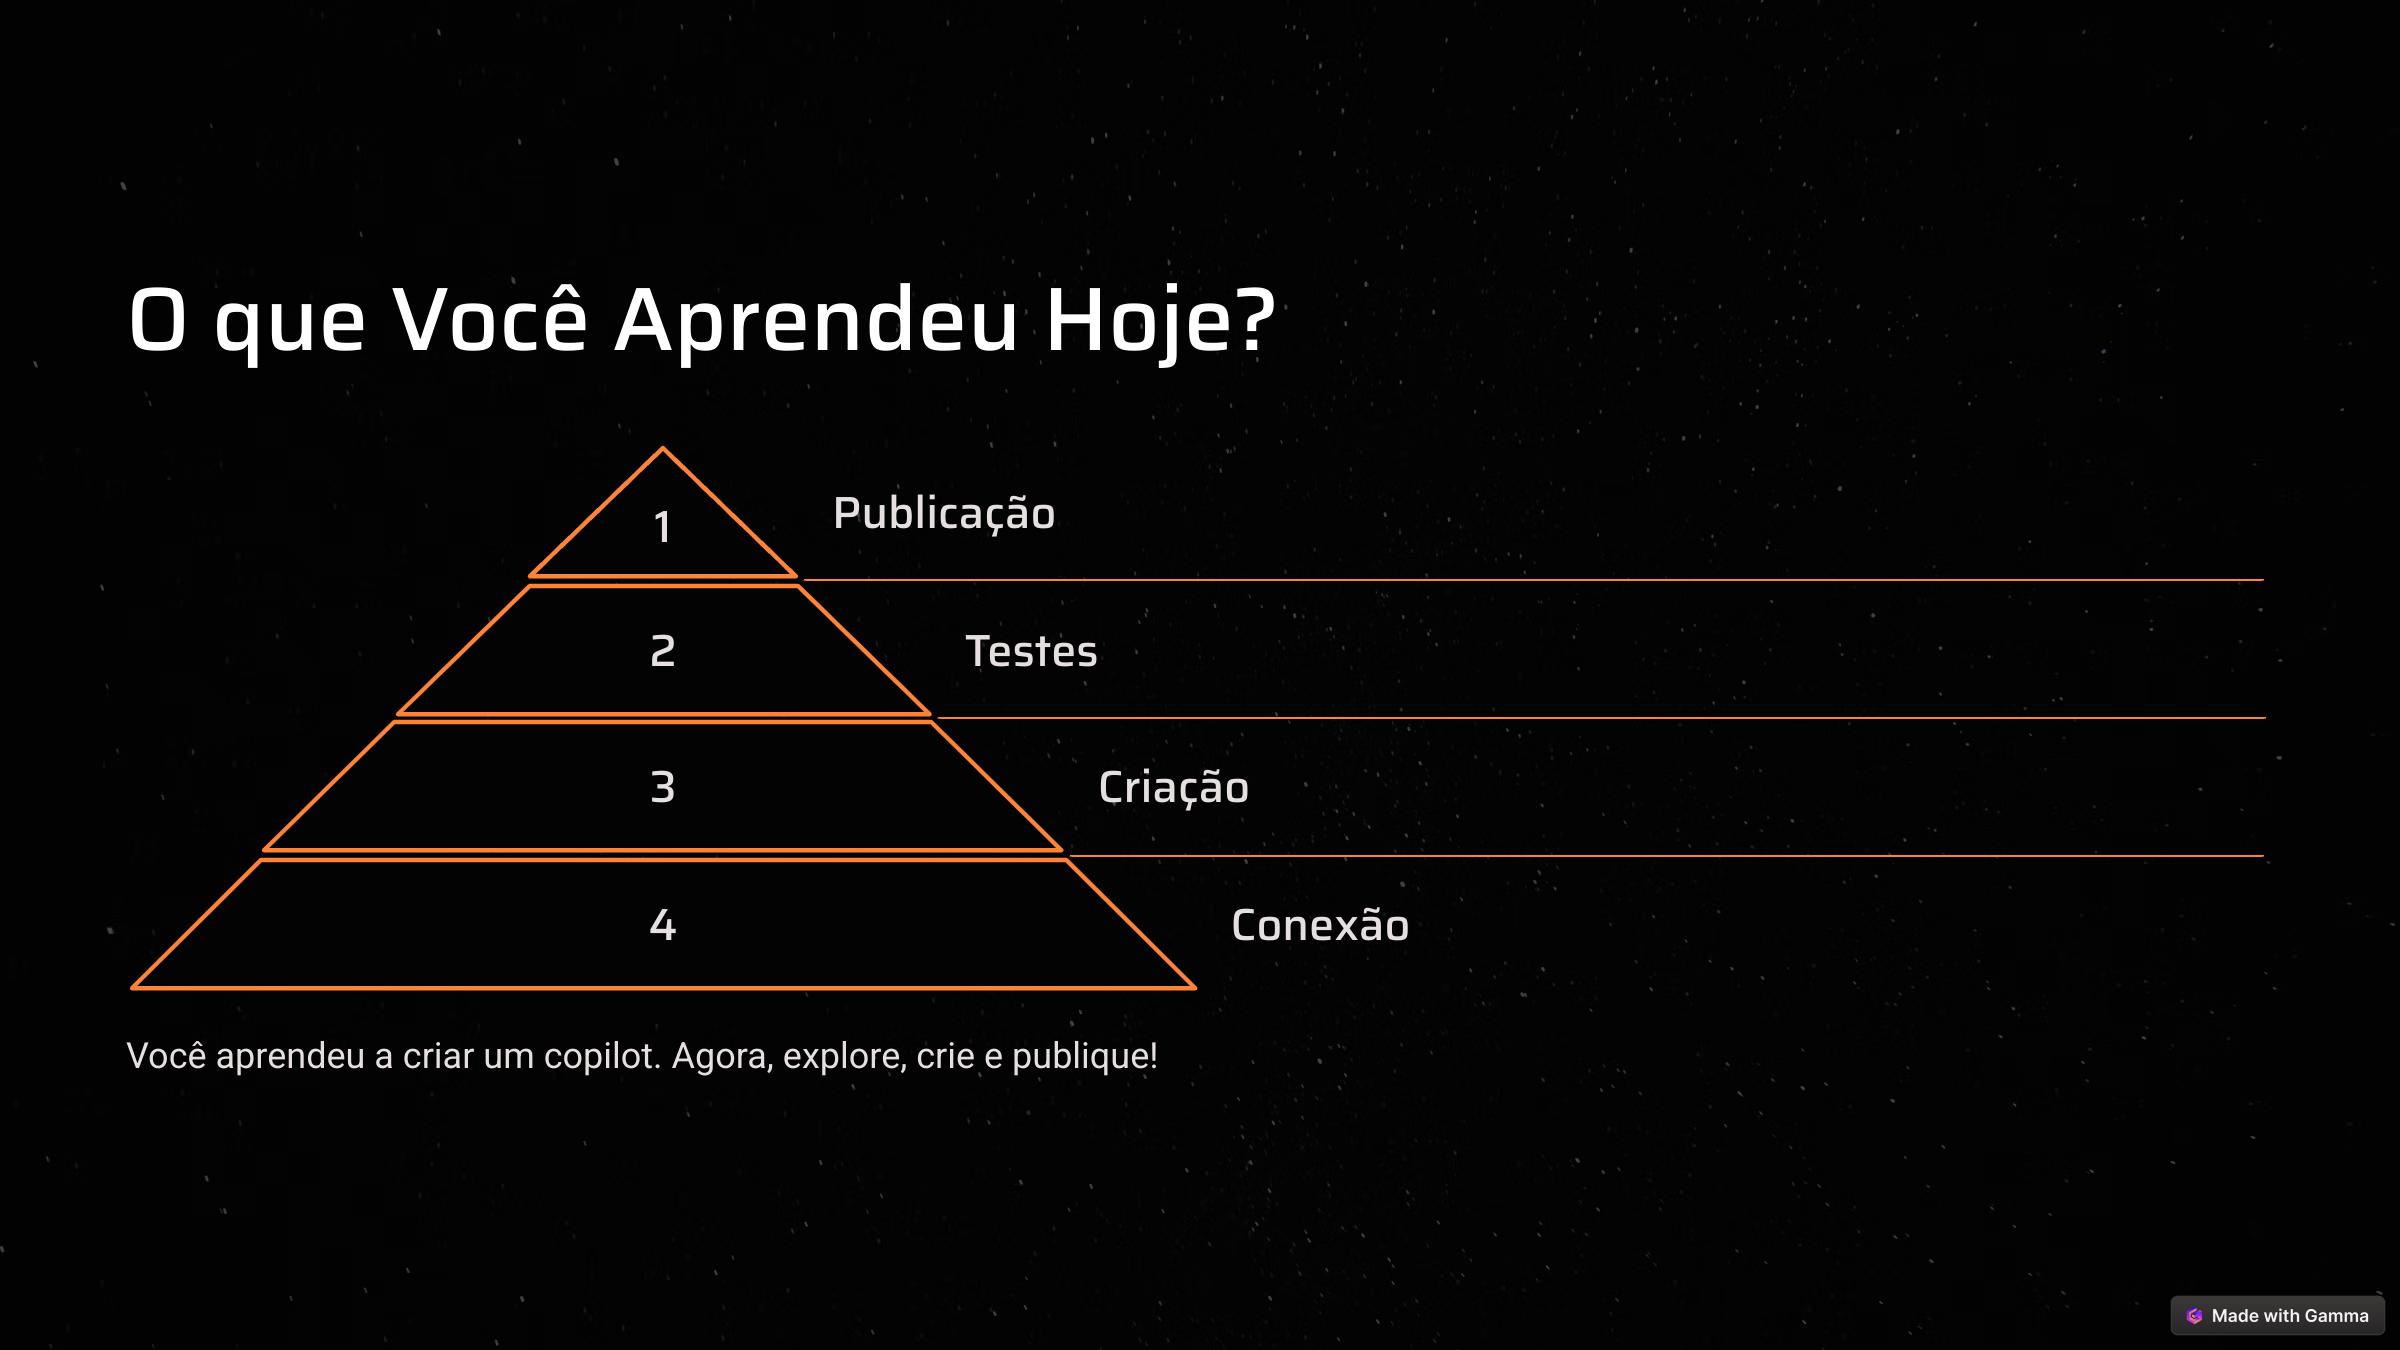 O que Você Aprendeu Hoje?
1
Publicação
2
Testes
3
Criação
4
Conexão
Você aprendeu a criar um copilot. Agora, explore, crie e publique!
Made with Gamma